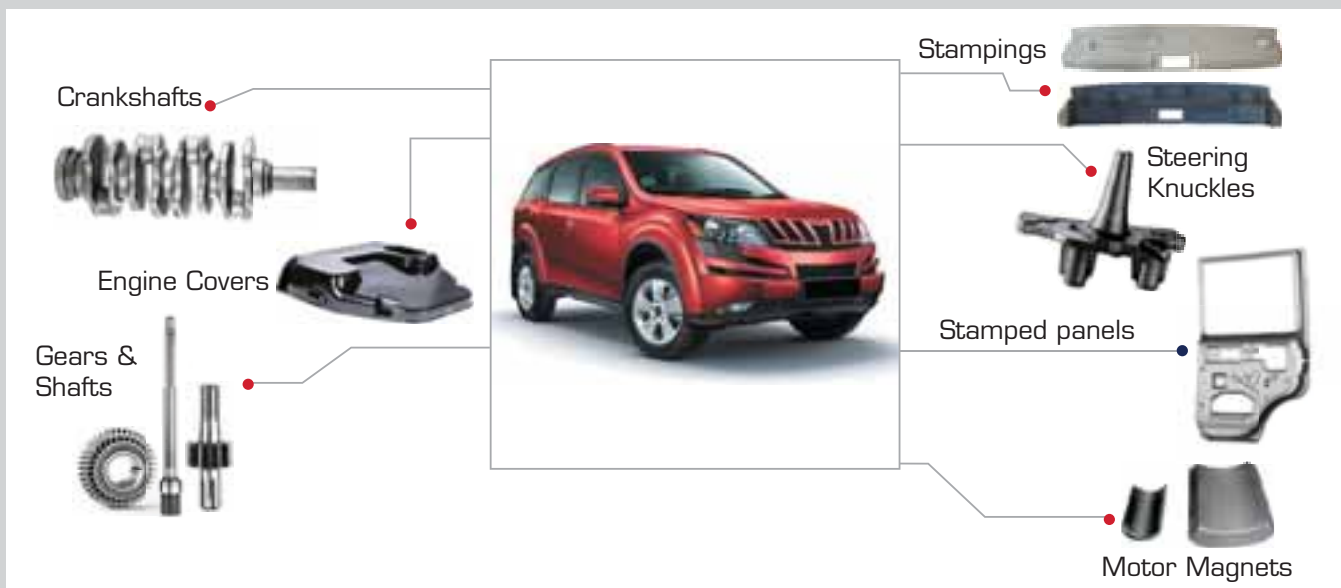 Crankshafts
Engine Covers
Gears &
Shafts
Stampings
Steering
Knuckles
Stamped panels
Motor Magnets